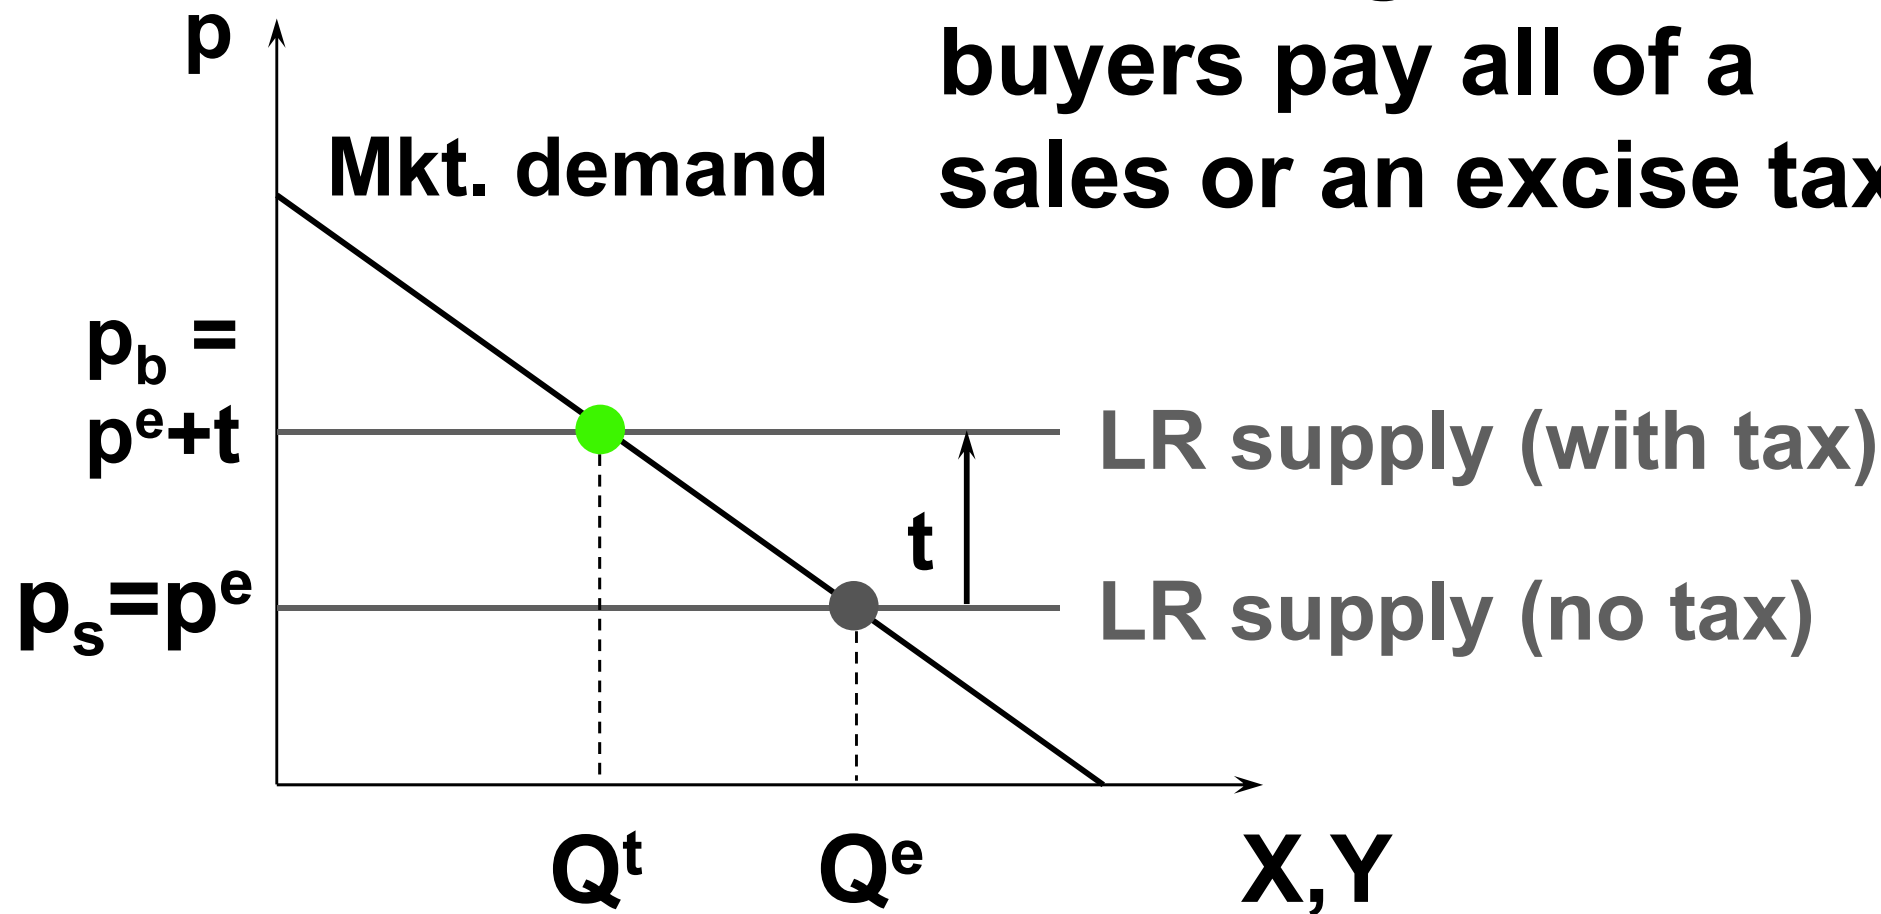 p
buyers pay all of a
Mkt. demand
sales or an excise tax
p_b =
p^e+t
LR supply (with tax)
t
p_s=p^e
LR supply (no tax)
Q^t
Q^e
X,Y